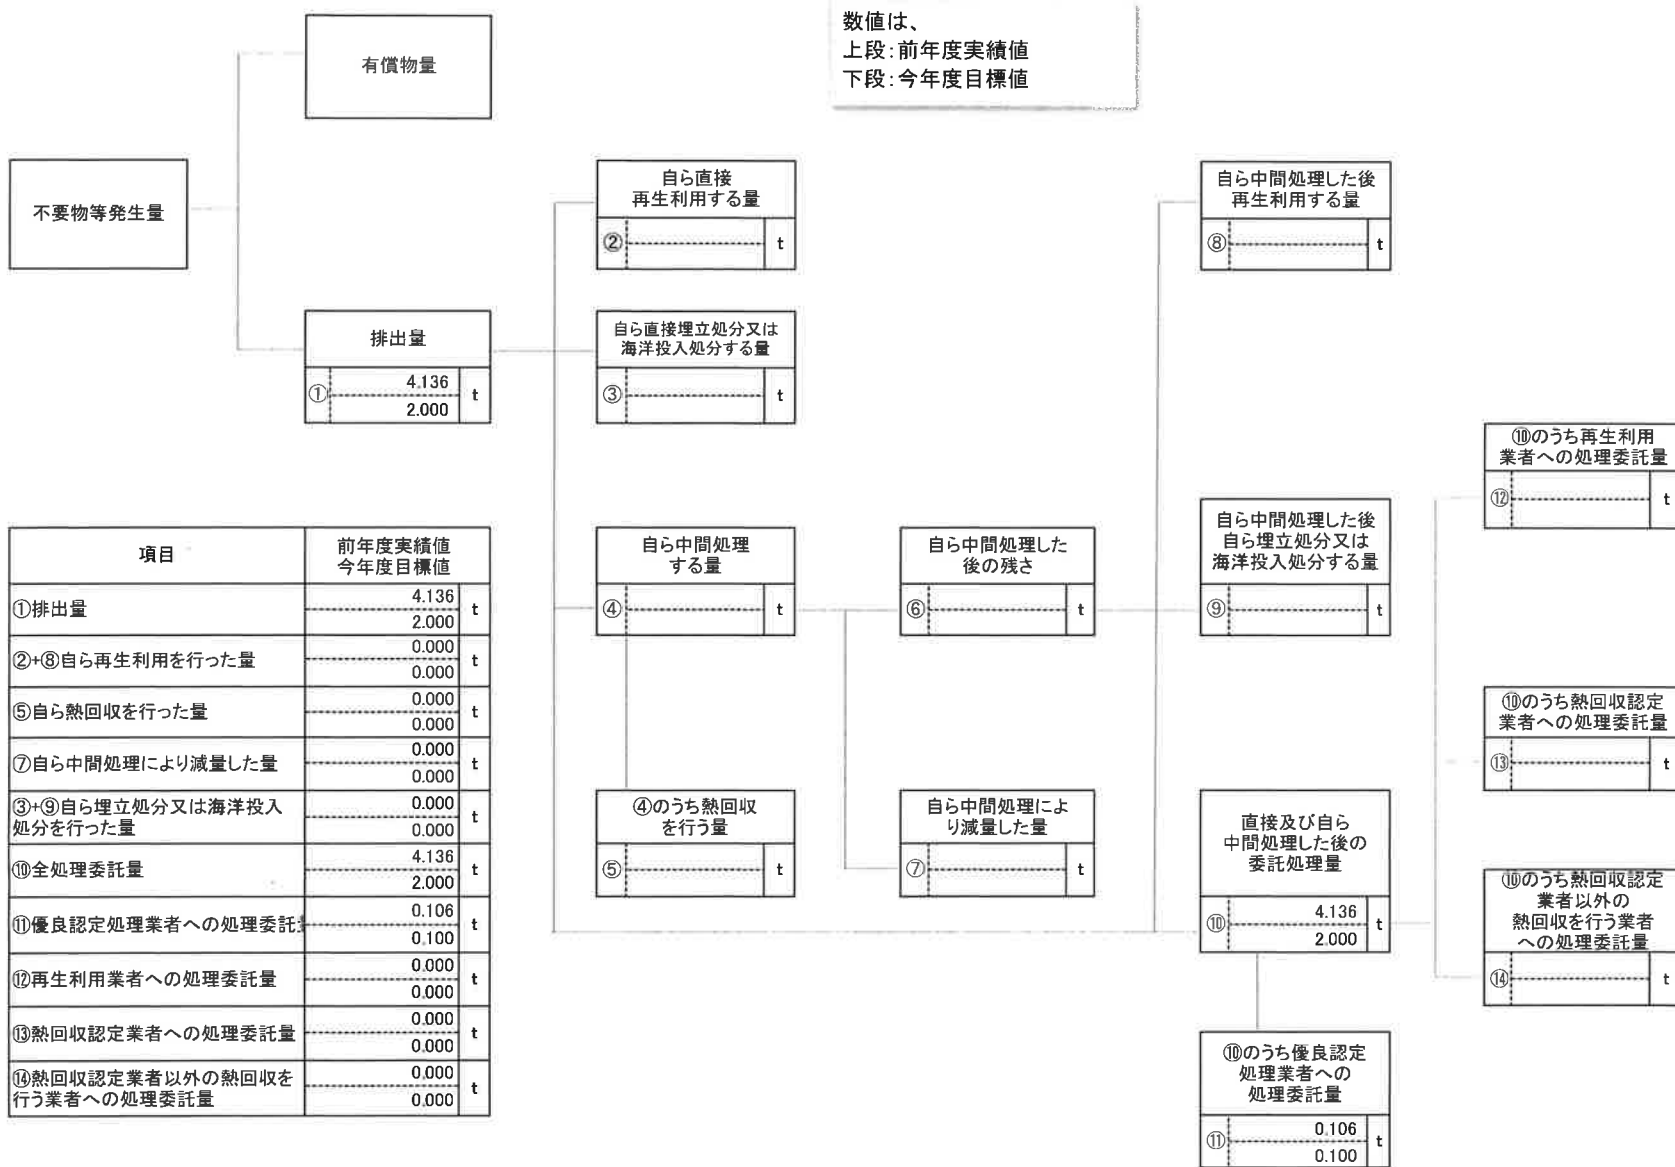 数値は、
上段:前年度実績値
下段:今年度目標値
有償物量
不要物等発生量
自ら直接
再生利用する量
② t
自ら中間処理した後
再生利用する量
⑧ t
排出量
① 4.136 t
2.000
自ら直接埋立処分又は
海洋投入処分する量
③ t
⑩のうち再生利用
業者への処理委託量
⑫ t
自ら中間処理
する量
④ t
自ら中間処理した
後の残さ
⑥ t
自ら中間処理した後
自ら埋立処分又は
海洋投入処分する量
⑨ t
⑩のうち熱回収認定
業者への処理委託量
⑬ t
④のうち熱回収
を行う量
⑤ t
自ら中間処理によ
り減量した量
⑦ t
直接及び自ら
中間処理した後の
委託処理量
⑩ 4.136 t
2.000
⑩のうち熱回収認定
業者以外の
熱回収を行う業者
への処理委託量
⑭ t
⑩のうち優良認定
処理業者への
処理委託量
⑪ 0.106 t
0.100
項目 前年度実績値
今年度目標値
①排出量 4.136 t
2.000
②+⑧自ら再生利用を行った量 0.000 t
0.000
⑤自ら熱回収を行った量 0.000 t
0.000
⑦自ら中間処理により減量した量 0.000 t
0.000
③+⑨自ら埋立処分又は海洋投入
処分を行った量 0.000 t
0.000
⑩全処理委託量 4.136 t
2.000
⑪優良認定処理業者への処理委託 0.106 t
0.100
⑫再生利用業者への処理委託量 0.000 t
0.000
⑬熱回収認定業者への処理委託量 0.000 t
0.000
⑭熱回収認定業者以外の熱回収を
行う業者への処理委託量 0.000 t
0.000